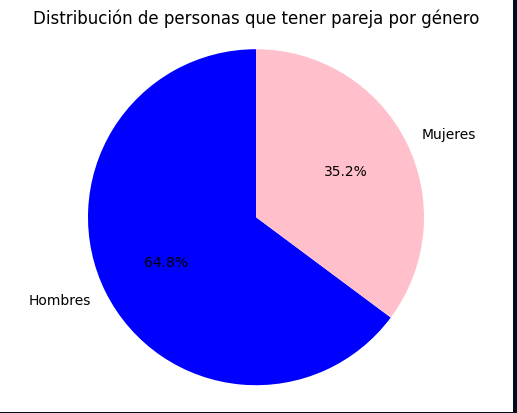 Distribución de personas que tener pareja por género
Mujeres
35.2%
64.8%
Hombres